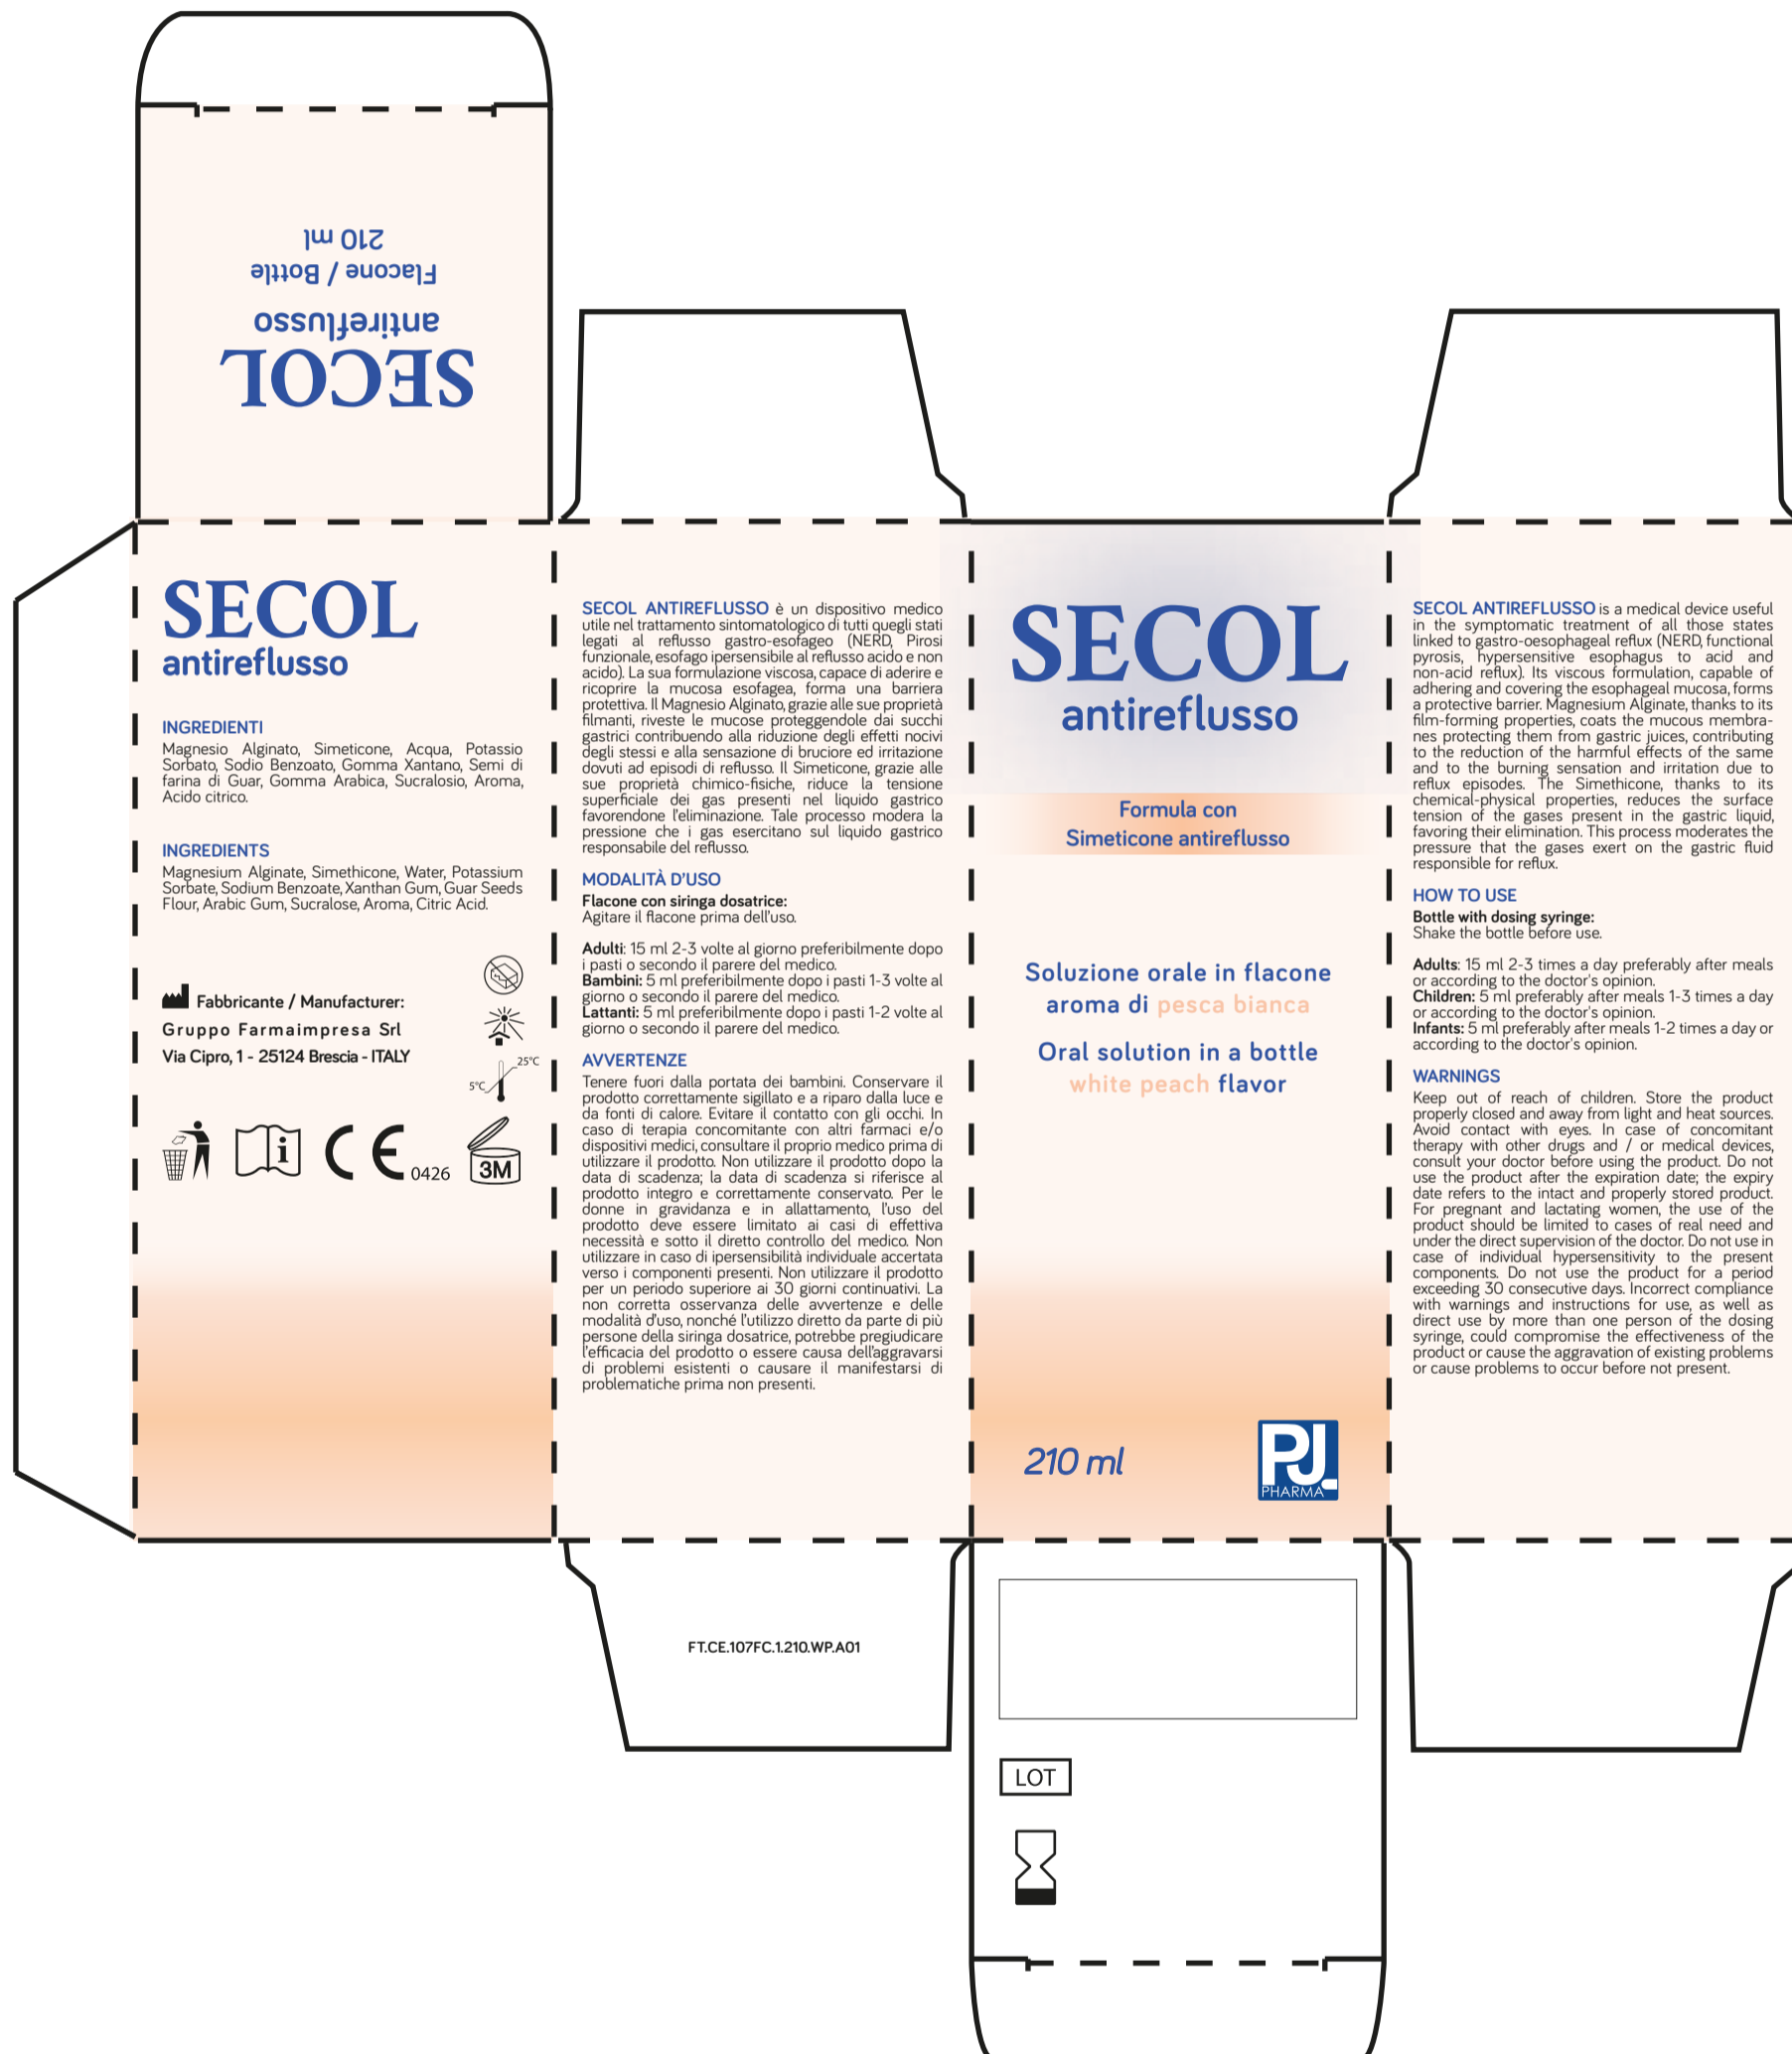 210 ml
Flacone / Bottle
antireflusso
SECOL
SECOL
antireflusso
INGREDIENTI
Magnesio Alginato, Simeticone, Acqua, Potassio
Sorbato, Sodio Benzoato, Gomma Xantano, Semi di
farina di Guar, Gomma Arabica, Sucralosio, Aroma,
Acido citrico.
INGREDIENTS
Magnesium Alginate, Simethicone, Water, Potassium
Sorbate, Sodium Benzoate, Xanthan Gum, Guar Seeds
Flour, Arabic Gum, Sucralose, Aroma, Citric Acid.
Fabbricante / Manufacturer:
Gruppo Farmaimpresa Srl
Via Cipro, 1 - 25124 Brescia - ITALY
25°C
5°C
i
CE 0426
3M
SECOL ANTIREFLUSSO è un dispositivo medico
utile nel trattamento sintomatologico di tutti quegli stati
legati al reflusso gastro-esofageo (NERD, Pirosi
funzionale, esofago ipersensibile al reflusso acido e non
acido). La sua formulazione viscosa, capace di aderire e
ricoprire la mucosa esofagea, forma una barriera
protettiva. Il Magnesio Alginato, grazie alle sue proprietà
filmanti, riveste le mucose proteggendole dai succhi
gastrici contribuendo alla riduzione degli effetti nocivi
degli stessi e alla sensazione di bruciore ed irritazione
dovuti ad episodi di reflusso. Il Simeticone, grazie alle
sue proprietà chimico-fisiche, riduce la tensione
superficiale dei gas presenti nel liquido gastrico
favorendone l'eliminazione. Tale processo modera la
pressione che i gas esercitano sul liquido gastrico
responsabile del reflusso.
MODALITÀ D'USO
Flacone con siringa dosatrice:
Agitare il flacone prima dell'uso.
Adulti: 15 ml 2-3 volte al giorno preferibilmente dopo
i pasti o secondo il parere del medico.
Bambini: 5 ml preferibilmente dopo i pasti 1-3 volte al
giorno o secondo il parere del medico.
Lattanti: 5 ml preferibilmente dopo i pasti 1-2 volte al
giorno o secondo il parere del medico.
AVVERTENZE
Tenere fuori dalla portata dei bambini. Conservare il
prodotto correttamente sigillato e a riparo dalla luce e
da fonti di calore. Evitare il contatto con gli occhi. In
caso di terapia concomitante con altri farmaci e/o
dispositivi medici, consultare il proprio medico prima di
utilizzare il prodotto. Non utilizzare il prodotto dopo la
data di scadenza; la data di scadenza si riferisce al
prodotto integro e correttamente conservato. Per le
donne in gravidanza e in allattamento, l'uso del
prodotto deve essere limitato ai casi di effettiva
necessità e sotto il diretto controllo del medico. Non
utilizzare in caso di ipersensibilità individuale accertata
verso i componenti presenti. Non utilizzare il prodotto
per un periodo superiore ai 30 giorni continuativi. La
non corretta osservanza delle avvertenze e delle
modalità d'uso, nonché l'utilizzo diretto da parte di più
persone della siringa dosatrice, potrebbe pregiudicare
l'efficacia del prodotto o essere causa dell'aggravarsi
di problemi esistenti o causare il manifestarsi di
problematiche prima non presenti.
FT.CE.107FC.1.210.WP.A01
SECOL
antireflusso
Formula con
Simeticone antireflusso
Soluzione orale in flacone
aroma di pesca bianca
Oral solution in a bottle
white peach flavor
210 ml
PJ
PHARMA
LOT
SECOL ANTIREFLUSSO is a medical device useful
in the symptomatic treatment of all those states
linked to gastro-oesophageal reflux (NERD, functional
pyrosis, hypersensitive esophagus to acid and
non-acid reflux). Its viscous formulation, capable of
adhering and covering the esophageal mucosa, forms
a protective barrier. Magnesium Alginate, thanks to its
film-forming properties, coats the mucous membra-
nes protecting them from gastric juices, contributing
to the reduction of the harmful effects of the same
and to the burning sensation and irritation due to
reflux episodes. The Simethicone, thanks to its
chemical-physical properties, reduces the surface
tension of the gases present in the gastric liquid,
favoring their elimination. This process moderates the
pressure that the gases exert on the gastric fluid
responsible for reflux.
HOW TO USE
Bottle with dosing syringe:
Shake the bottle before use.
Adults: 15 ml 2-3 times a day preferably after meals
or according to the doctor's opinion.
Children: 5 ml preferably after meals 1-3 times a day
or according to the doctor's opinion.
Infants: 5 ml preferably after meals 1-2 times a day or
according to the doctor's opinion.
WARNINGS
Keep out of reach of children. Store the product
properly closed and away from light and heat sources.
Avoid contact with eyes. In case of concomitant
therapy with other drugs and / or medical devices,
consult your doctor before using the product. Do not
use the product after the expiration date; the expiry
date refers to the intact and properly stored product.
For pregnant and lactating women, the use of the
product should be limited to cases of real need and
under the direct supervision of the doctor. Do not use in
case of individual hypersensitivity to the present
components. Do not use the product for a period
exceeding 30 consecutive days. Incorrect compliance
with warnings and instructions for use, as well as
direct use by more than one person of the dosing
syringe, could compromise the effectiveness of the
product or cause the aggravation of existing problems
or cause problems to occur before not present.